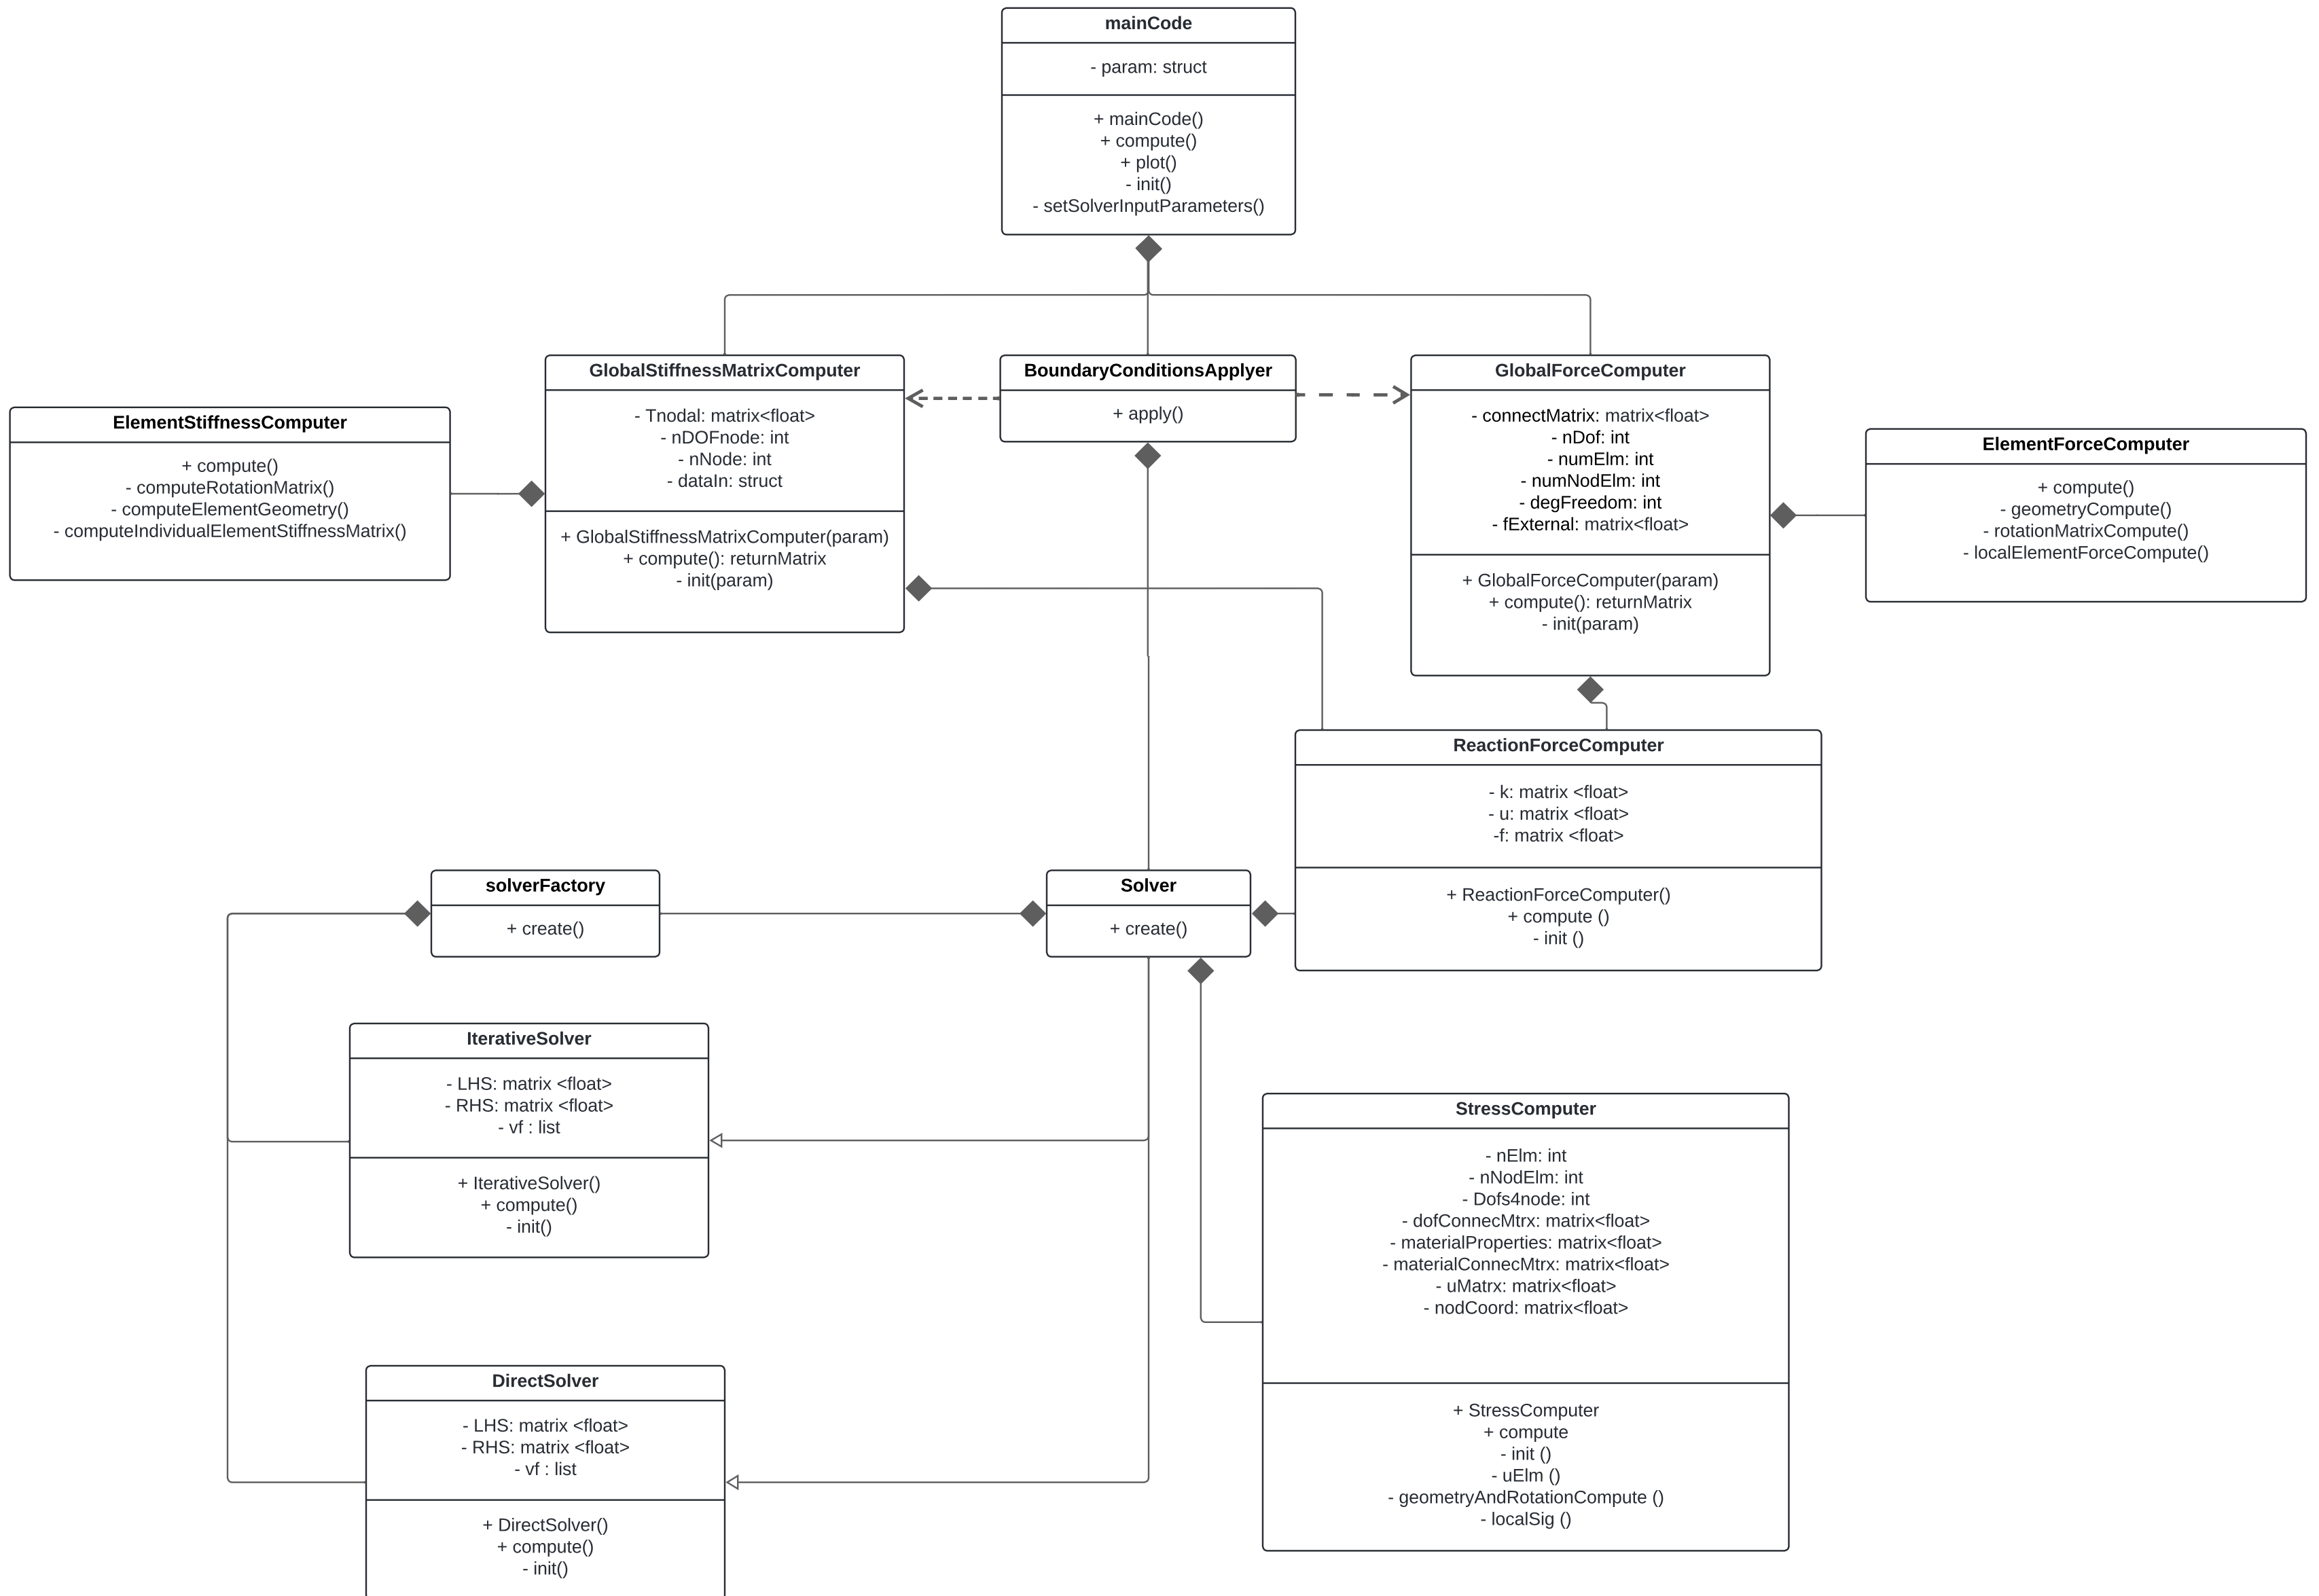 mainCode
- param: struct
+ mainCode()
+ compute()
+ plot()
- init()
- setSolverInputParameters()
GlobalStiffnessMatrixComputer
- Tnodal: matrix<float>
- nDOFnode: int
- nNode: int
- dataIn: struct
+ GlobalStiffnessMatrixComputer(param)
+ compute(): returnMatrix
- init(param)
BoundaryConditionsApplyer
+ apply()
GlobalForceComputer
- connectMatrix: matrix<float>
- nDof: int
- numElm: int
- numNodElm: int
- degFreedom: int
- fExternal: matrix<float>
+ GlobalForceComputer(param)
+ compute(): returnMatrix
- init(param)
ElementStiffnessComputer
+ compute()
- computeRotationMatrix()
- computeElementGeometry()
- computeIndividualElementStiffnessMatrix()
ElementForceComputer
+ compute()
- geometryCompute()
- rotationMatrixCompute()
- localElementForceCompute()
ReactionForceComputer
- k: matrix <float>
- u: matrix <float>
-f: matrix <float>
+ ReactionForceComputer()
+ compute ()
- init ()
solverFactory
+ create()
Solver
+ create()
IterativeSolver
- LHS: matrix <float>
- RHS: matrix <float>
- vf : list
+ IterativeSolver()
+ compute()
- init()
StressComputer
- nElm: int
- nNodElm: int
- Dofs4node: int
- dofConnecMtrx: matrix<float>
- materialProperties: matrix<float>
- materialConnecMtrx: matrix<float>
- uMatrx: matrix<float>
- nodCoord: matrix<float>
+ StressComputer
+ compute
- init ()
- uElm ()
- geometryAndRotationCompute ()
- localSig ()
DirectSolver
- LHS: matrix <float>
- RHS: matrix <float>
- vf : list
+ DirectSolver()
+ compute()
- init()